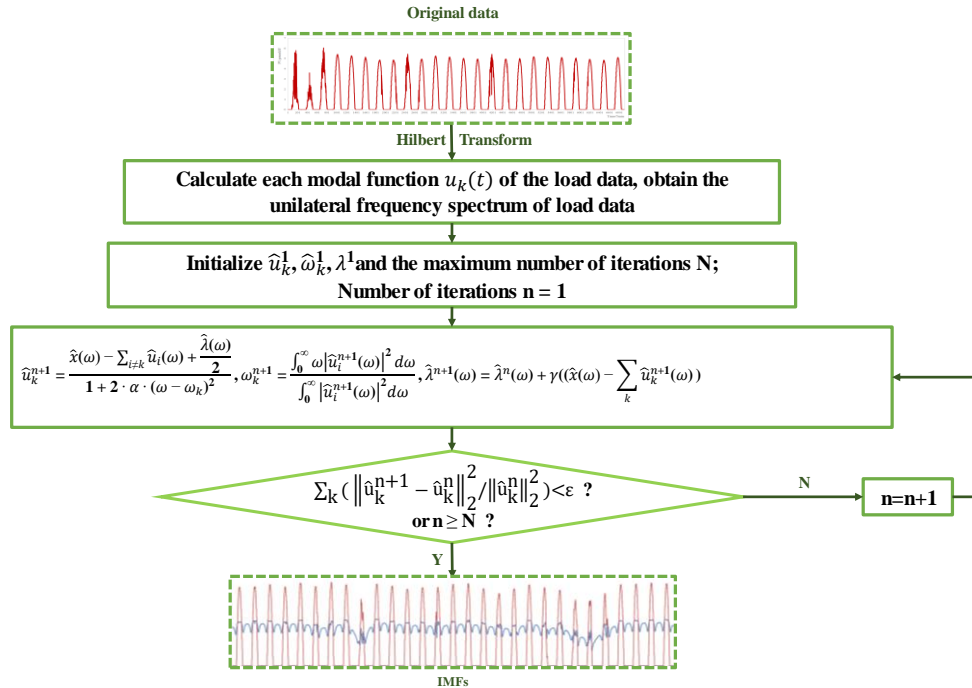 Original data
Hilbert Transform
Calculate each modal function u_k(t) of the load data, obtain the
unilateral frequency spectrum of load data
Initialize û_k^1, ω̂_k^1, λ^1 and the maximum number of iterations N;
Number of iterations n = 1
û_k^{n+1} = (x̂(ω) − ∑_{i≠k} û_i(ω) + λ̂(ω)/2) / (1 + 2 · α · (ω − ω_k)^2), ω_k^{n+1} = ∫_0^∞ ω|û_i^{n+1}(ω)|^2 dω / ∫_0^∞ |û_i^{n+1}(ω)|^2 dω, λ̂^{n+1}(ω) = λ̂^n(ω) + γ((x̂(ω) − ∑_k û_k^{n+1}(ω))
∑_k(‖û_k^{n+1} − û_k^n‖_2^2/‖û_k^n‖_2^2)<ε ?
or n ≥ N ?
N
n=n+1
Y
IMFs